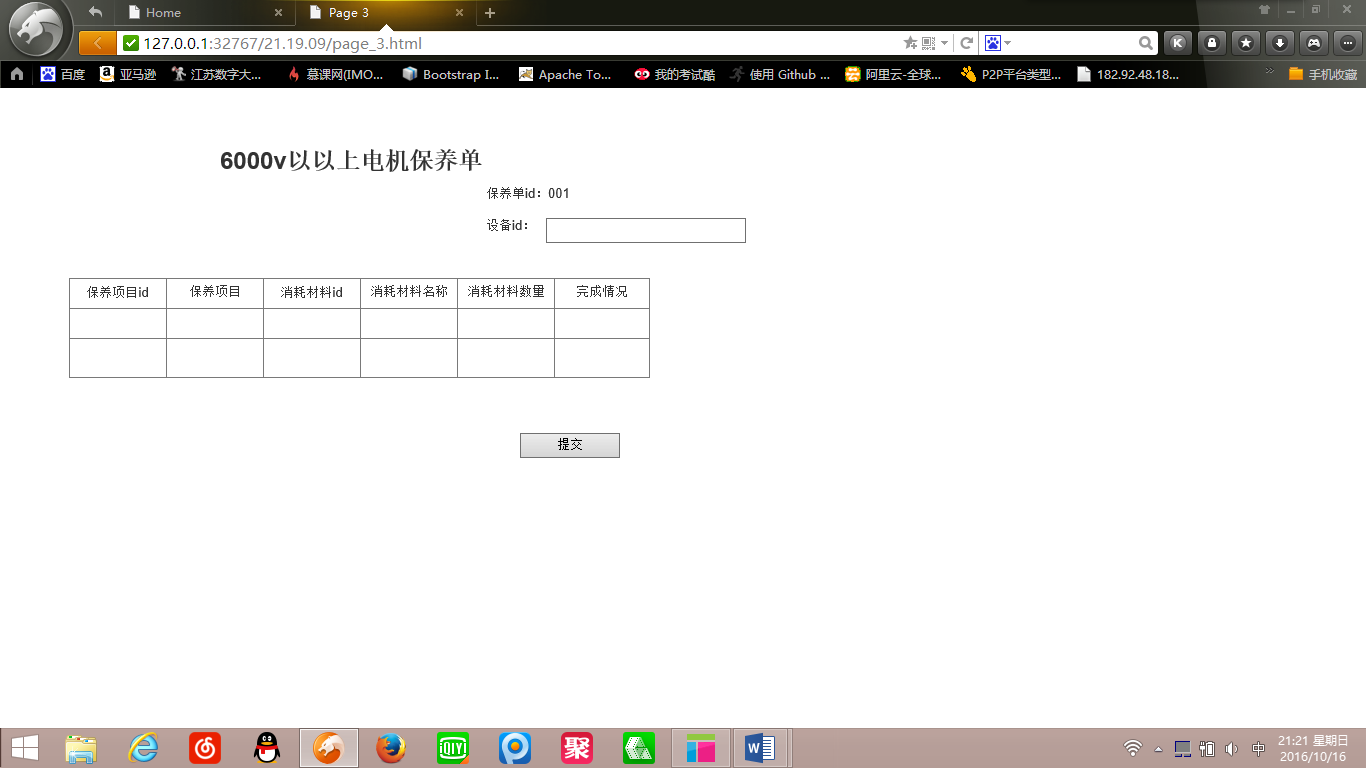 Home
Page 3
127.0.0.1:32767/21.19.09/page_3.html
百度
亚马逊
江苏数字大...
慕课网(IMO...
Bootstrap I...
Apache To...
我的考试酷
使用 Github ...
阿里云-全球...
P2P平台类型...
182.92.48.18...
手机收藏
6000v以以上电机保养单
保养单id：001
设备id：
保养项目id 保养项目 消耗材料id 消耗材料名称 消耗材料数量 完成情况
提交
QIYI
聚
中
21:21 星期日
2016/10/16